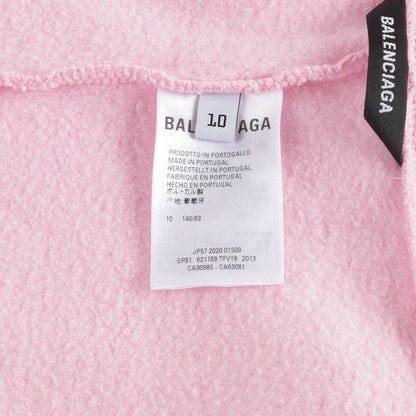 BALENCIAGA
10
BAL AGA
PRODOTTO IN PORTOGALLO
MADE IN PORTUGAL
HERGESTELLT IN PORTUGAL
FABRIQUE EN PORTUGAL
HECHO EN PORTUGAL
ポルトガル製
产地: 葡萄牙
10 - 140/63
JP57 2020 01509
GP91 621789 TFV19 2013
CA00985 - CA83081